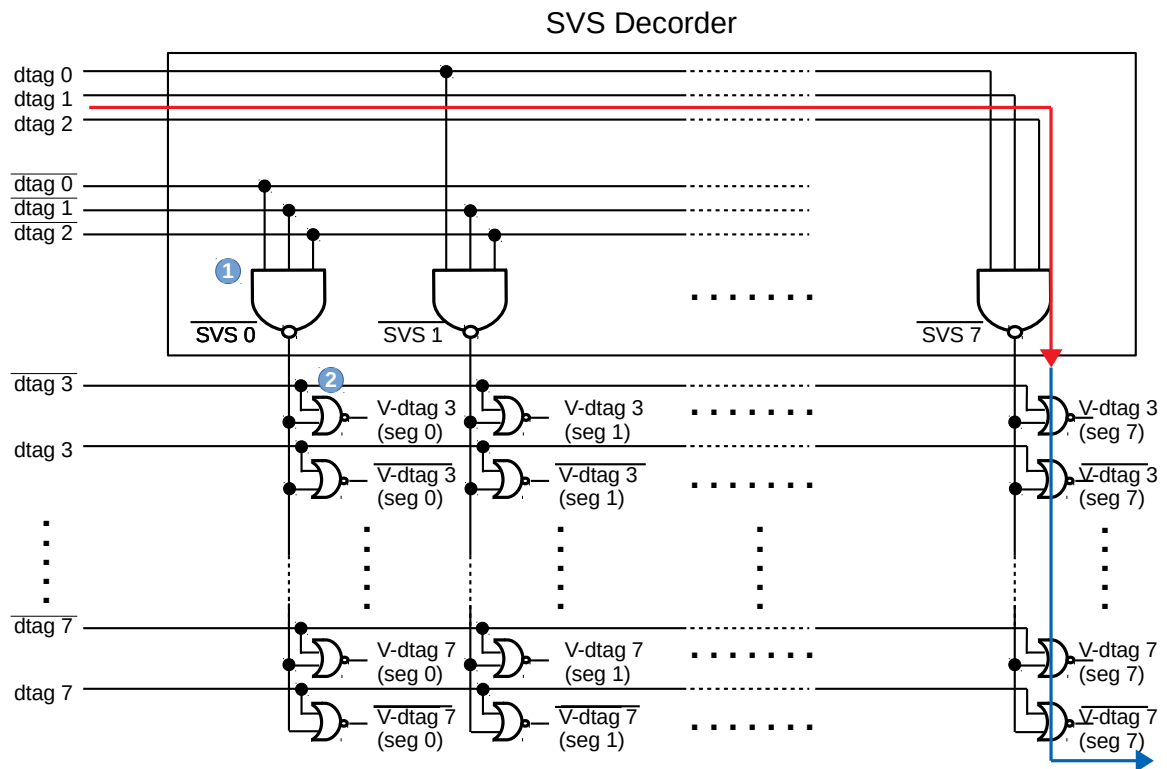 SVS Decorder
dtag 0
dtag 1
dtag 2
dtag 0
dtag 1
dtag 2
1
SVS 0
SVS 1
SVS 7
dtag 3
2
V-dtag 3
(seg 0)
V-dtag 3
(seg 1)
V-dtag 3
(seg 7)
dtag 3
V-dtag 3
(seg 0)
V-dtag 3
(seg 1)
V-dtag 3
(seg 7)
dtag 7
V-dtag 7
(seg 0)
V-dtag 7
(seg 1)
V-dtag 7
(seg 7)
dtag 7
V-dtag 7
(seg 0)
V-dtag 7
(seg 1)
V-dtag 7
(seg 7)